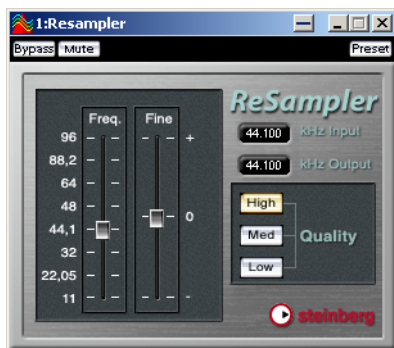 1:Resampler
Bypass Mute Preset
ReSampler
Freq. Fine
96 +
88,2
64
48
44,1 0
32
22,05
11 -
44.100 kHz Input
44.100 kHz Output
High
Med Quality
Low
steinberg